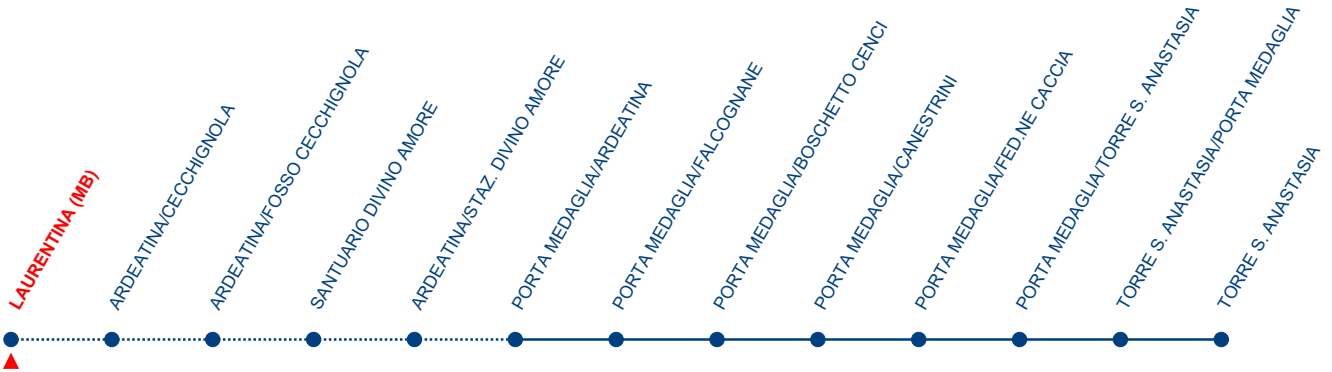 LAURENTINA (MB)
ARDEATINA/CECCHIGNOLA
ARDEATINA/FOSSO CECCHIGNOLA
SANTUARIO DIVINO AMORE
ARDEATINA/STAZ. DIVINO AMORE
PORTA MEDAGLIA/ARDEATINA
PORTA MEDAGLIA/FALCOGNANE
PORTA MEDAGLIA/BOSCHETTO CENCI
PORTA MEDAGLIA/CANESTRINI
PORTA MEDAGLIA/FED.NE CACCIA
PORTA MEDAGLIA/TORRE S. ANASTASIA
TORRE S. ANASTASIA/PORTA MEDAGLIA
TORRE S. ANASTASIA